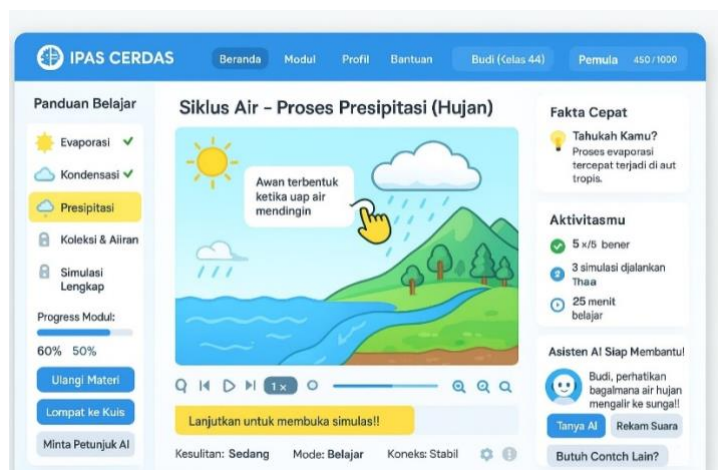 IPAS CERDAS
Beranda
Modul
Profil
Bantuan
Budi (Kelas 44)
Pemula 450/1000
Panduan Belajar
Evaporasi
Kondensasi
Presipitasi
Koleksi & Aiiran
Simulasi
Lengkap
Progress Modul:
60% 50%
Ulangi Materi
Lompat ke Kuis
Minta Petunjuk AI
Siklus Air – Proses Presipitasi (Hujan)
Awan terbentuk
ketika uap air
mendingin
1x
Lanjutkan untuk membuka simulas!!
Kesulitan: Sedang
Mode: Belajar
Koneks: Stabil
Fakta Cepat
Tahukah Kamu?
Proses evaporasi
tercepat terjadi di aut
tropis.
Aktivitasmu
5 ×/5 bener
3 simulasi djalankan
Thaa
25 menit
belajar
Asisten AI Siap Membantu!
Budi, perhatikan
bagalmana air hujan
mengalir ke sunga!!
Tanya AI
Rekam Suara
Butuh Contch Lain?